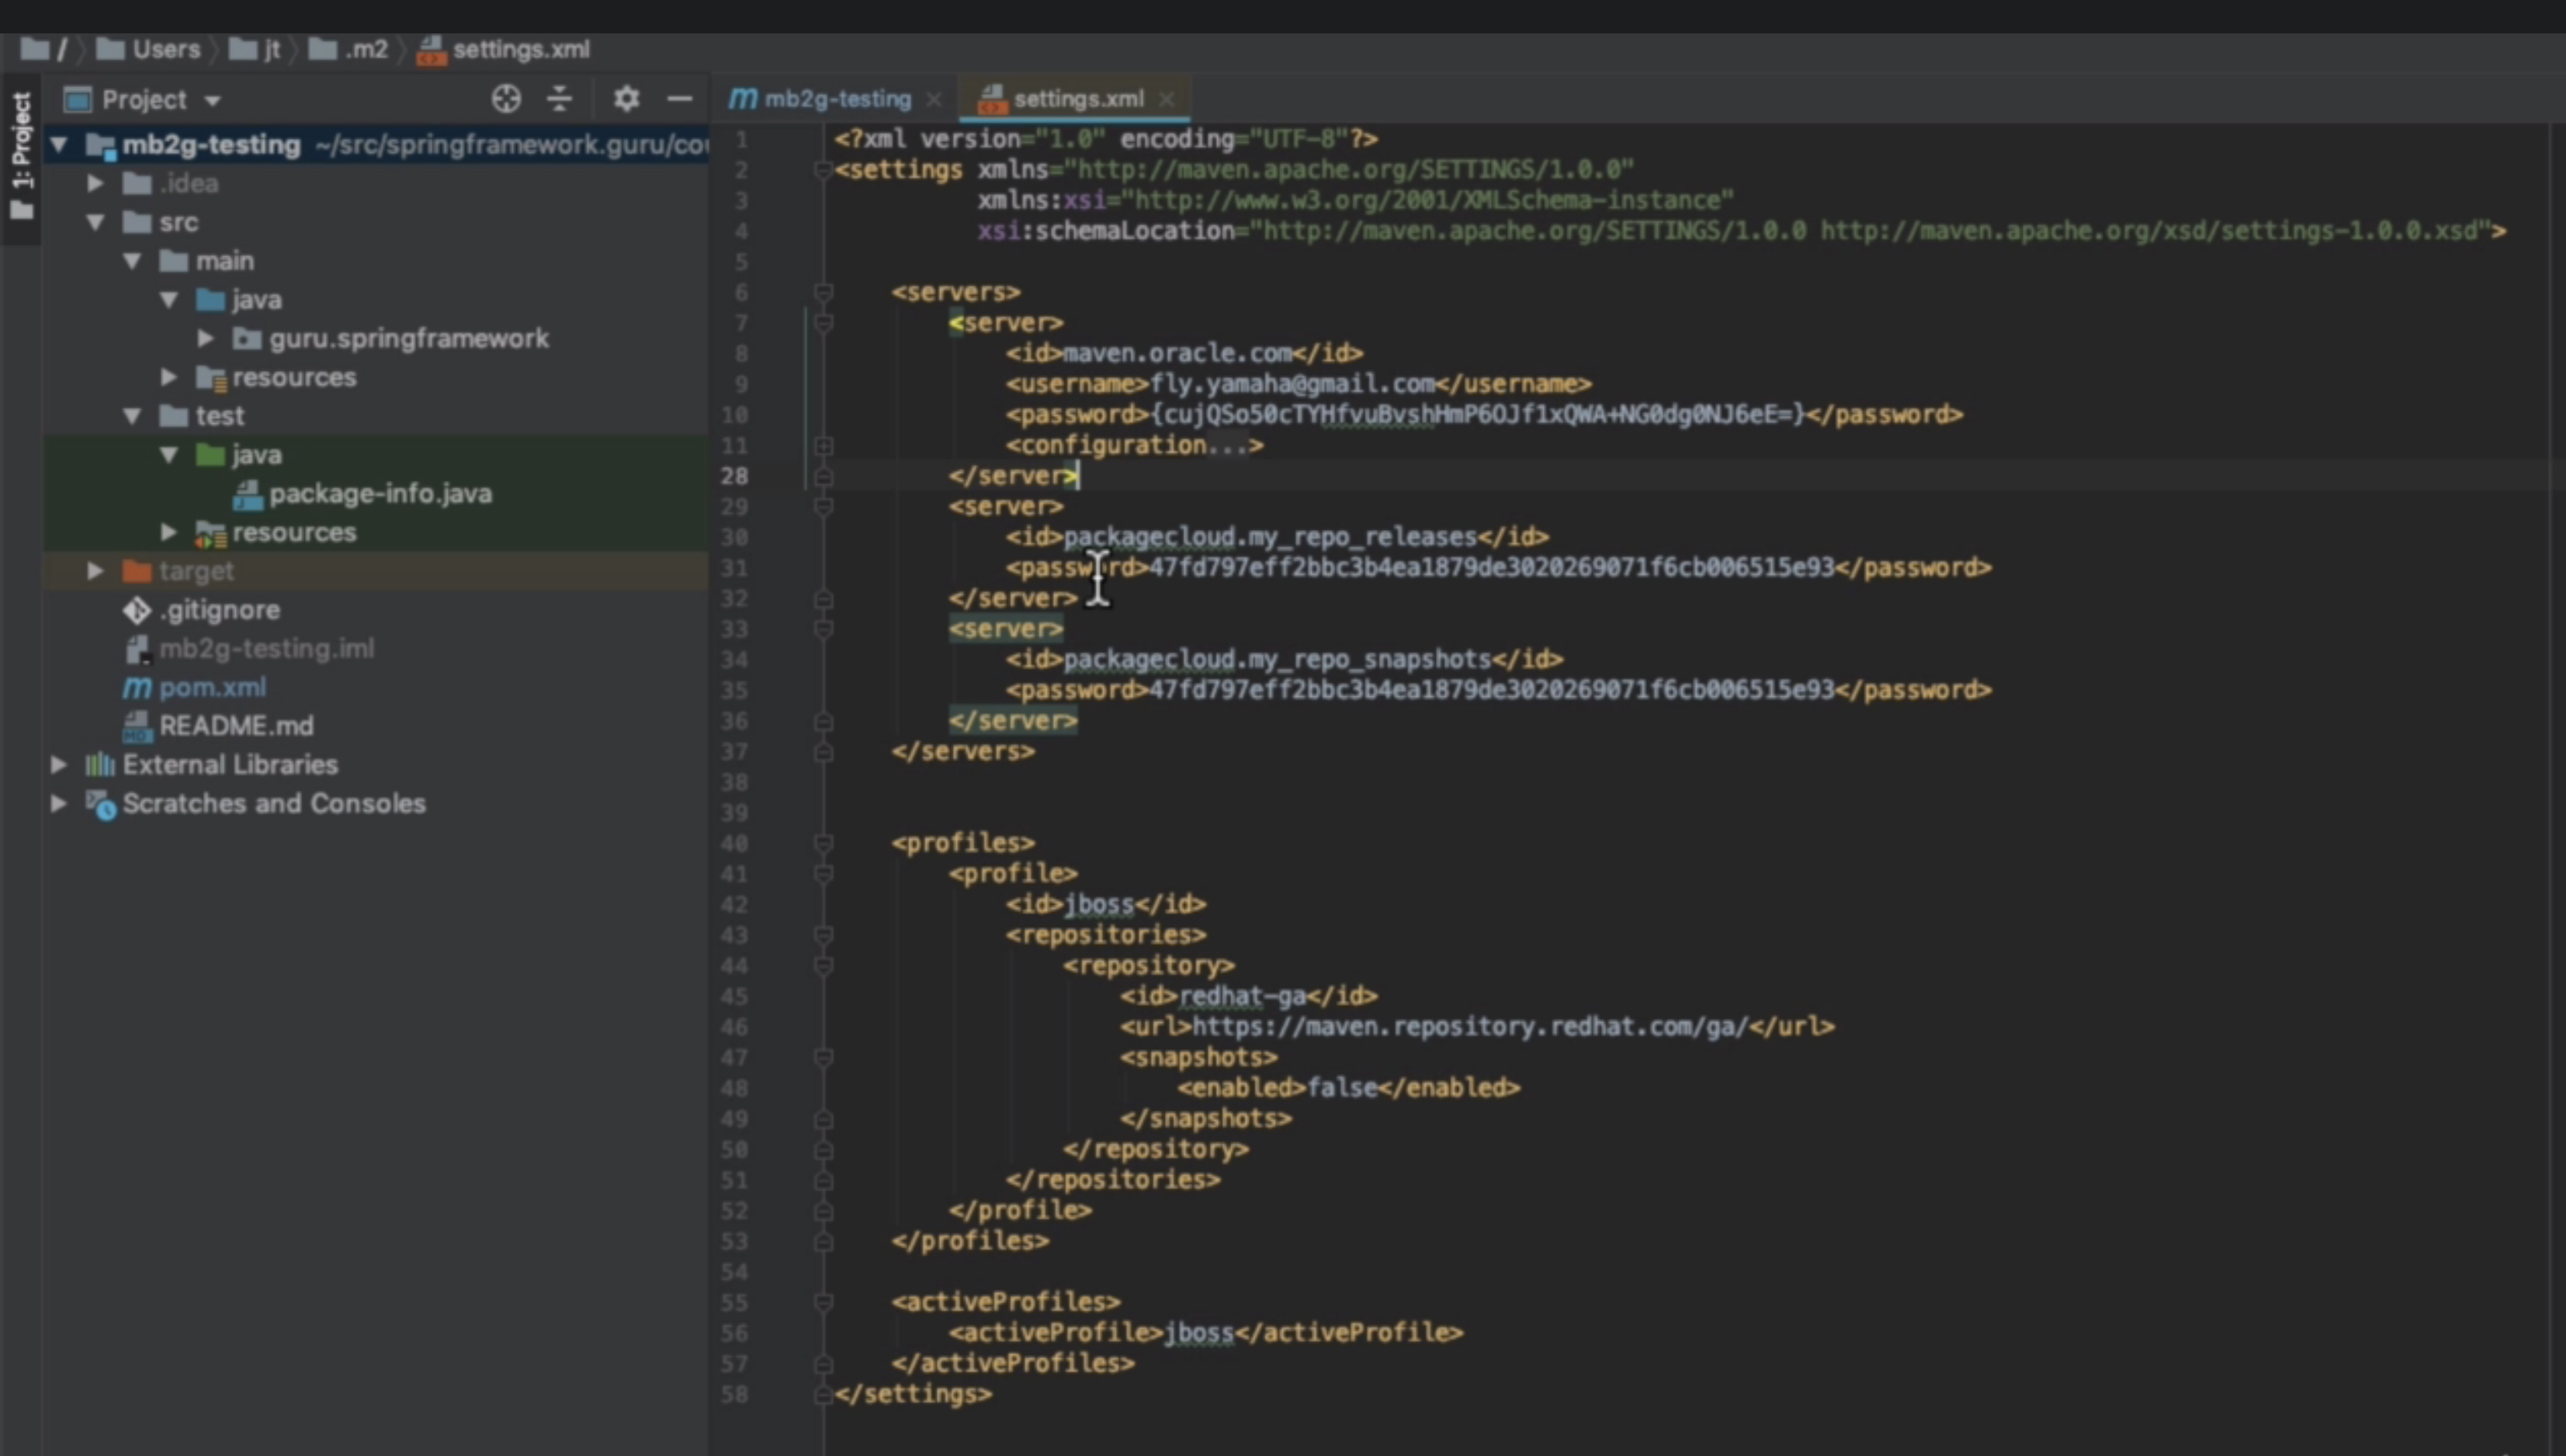 / Users jt .m2 settings.xml
1: Project
Project
mb2g-testing ~/src/springframework.guru/cou
.idea
src
main
java
guru.springframework
resources
test
java
package-info.java
resources
target
.gitignore
mb2g-testing.iml
pom.xml
README.md
External Libraries
Scratches and Consoles
mb2g-testing settings.xml
1 <?xml version="1.0" encoding="UTF-8"?>
2 <settings xmlns="http://maven.apache.org/SETTINGS/1.0.0"
3 xmlns:xsi="http://www.w3.org/2001/XMLSchema-instance"
4 xsi:schemaLocation="http://maven.apache.org/SETTINGS/1.0.0 http://maven.apache.org/xsd/settings-1.0.0.xsd">
5
6 <servers>
7 <server>
8 <id>maven.oracle.com</id>
9 <username>fly.yamaha@gmail.com</username>
10 <password>{cujQSo50cTYHfvuBvshHmP6OJf1xQWA+NG0dg0NJ6eE=}</password>
11 <configuration...>
28 </server>
29 <server>
30 <id>packagecloud.my_repo_releases</id>
31 <password>47fd797eff2bbc3b4ea1879de3020269071f6cb006515e93</password>
32 </server>
33 <server>
34 <id>packagecloud.my_repo_snapshots</id>
35 <password>47fd797eff2bbc3b4ea1879de3020269071f6cb006515e93</password>
36 </server>
37 </servers>
38
39
40 <profiles>
41 <profile>
42 <id>jboss</id>
43 <repositories>
44 <repository>
45 <id>redhat-ga</id>
46 <url>https://maven.repository.redhat.com/ga/</url>
47 <snapshots>
48 <enabled>false</enabled>
49 </snapshots>
50 </repository>
51 </repositories>
52 </profile>
53 </profiles>
54
55 <activeProfiles>
56 <activeProfile>jboss</activeProfile>
57 </activeProfiles>
58 </settings>